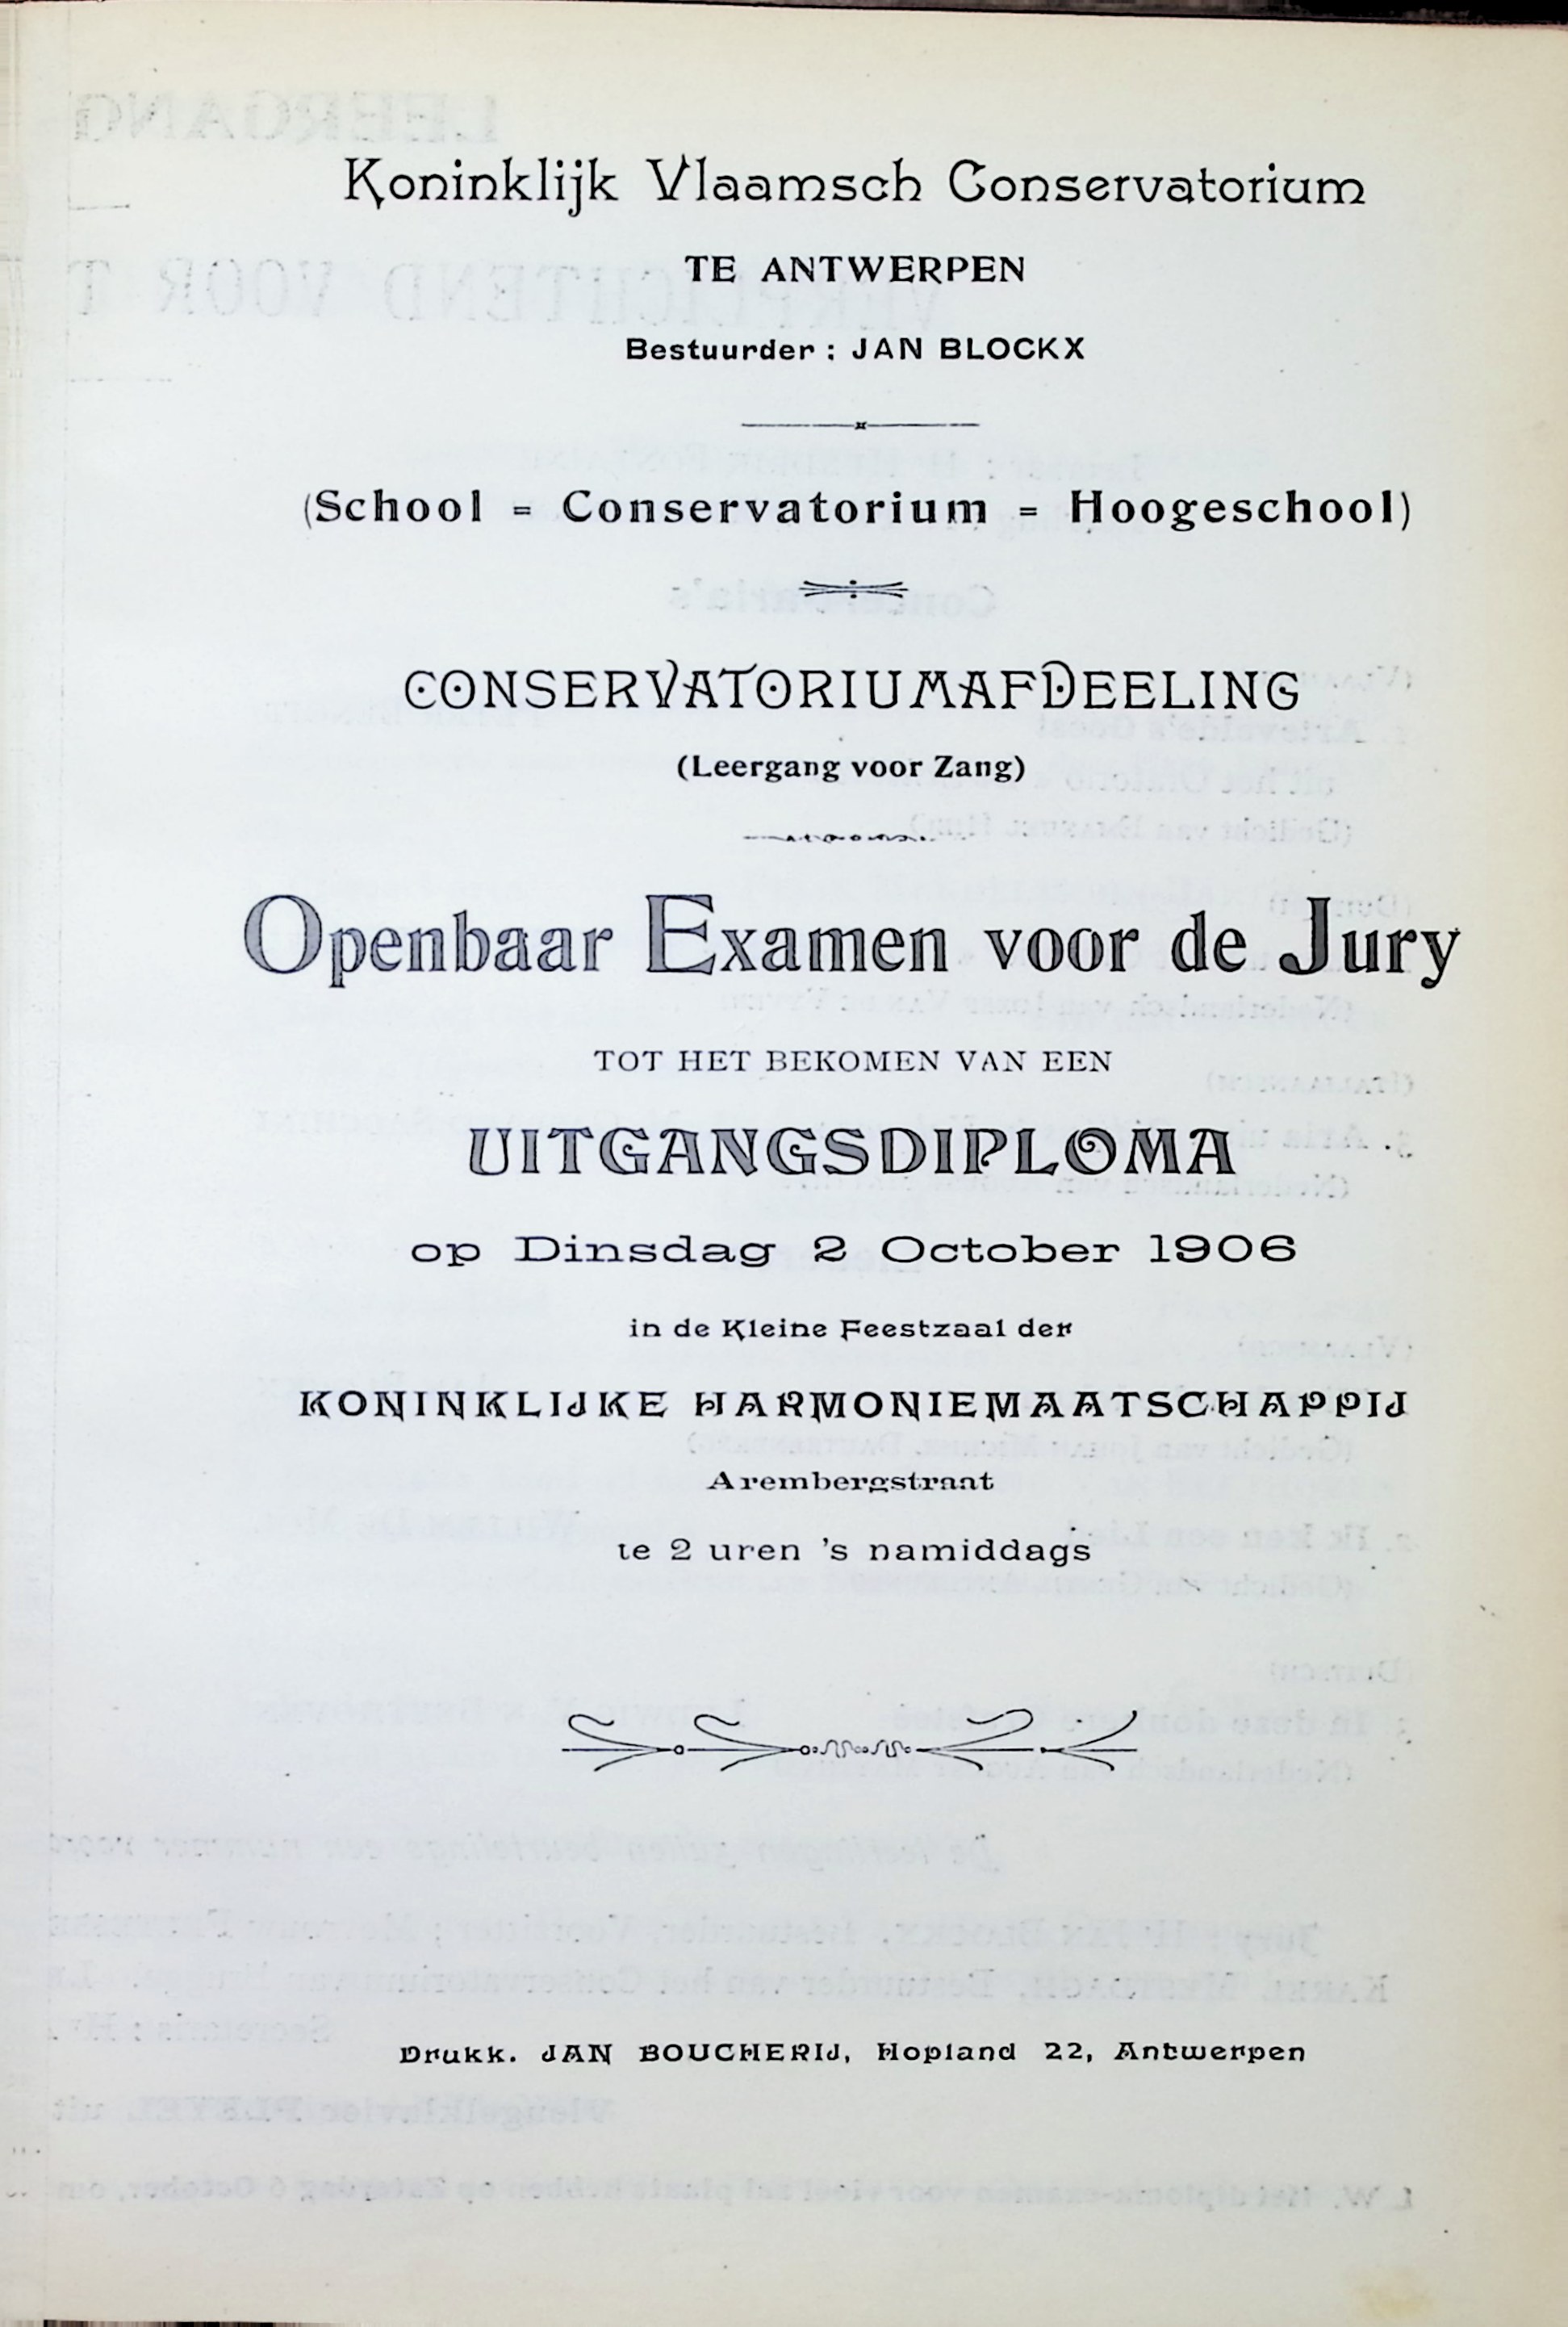 Koninklijk Vlaamsch Conservatorium
TE ANTWERPEN
Bestuurder : JAN BLOCKX
(School = Conservatorium = Hoogeschool)
CONSERVATORIUMAFDEELING
(Leergang voor Zang)
Openbaar Examen voor de Jury
TOT HET BEKOMEN VAN EEN
UITGANGSDIPLOMA
op Dinsdag 2 October 1906
in de Kleine Feestzaal der
KONINKLIJKE HARMONIEMAATSCHAPPIJ
Arembergstraat
te 2 uren 's namiddags
Drukk. JAN BOUCHERIJ, Hopland 22, Antwerpen